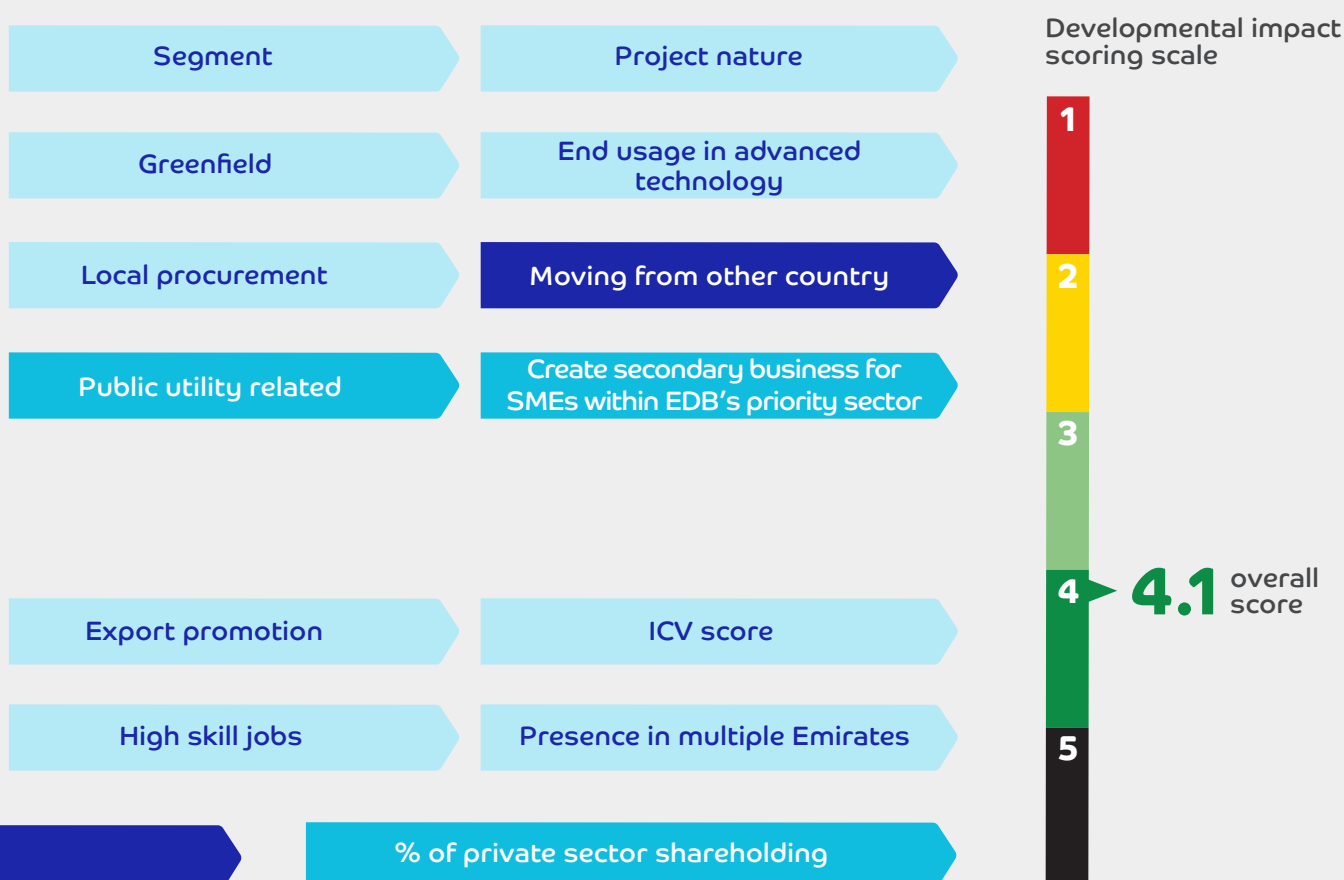 Segment
Project nature
Greenfield
End usage in advanced
technology
Local procurement
Moving from other country
Public utility related
Create secondary business for
SMEs within EDB's priority sector
Export promotion
ICV score
High skill jobs
Presence in multiple Emirates
% of private sector shareholding
Developmental impact
scoring scale
1
2
3
4
4.1 overall
score
5